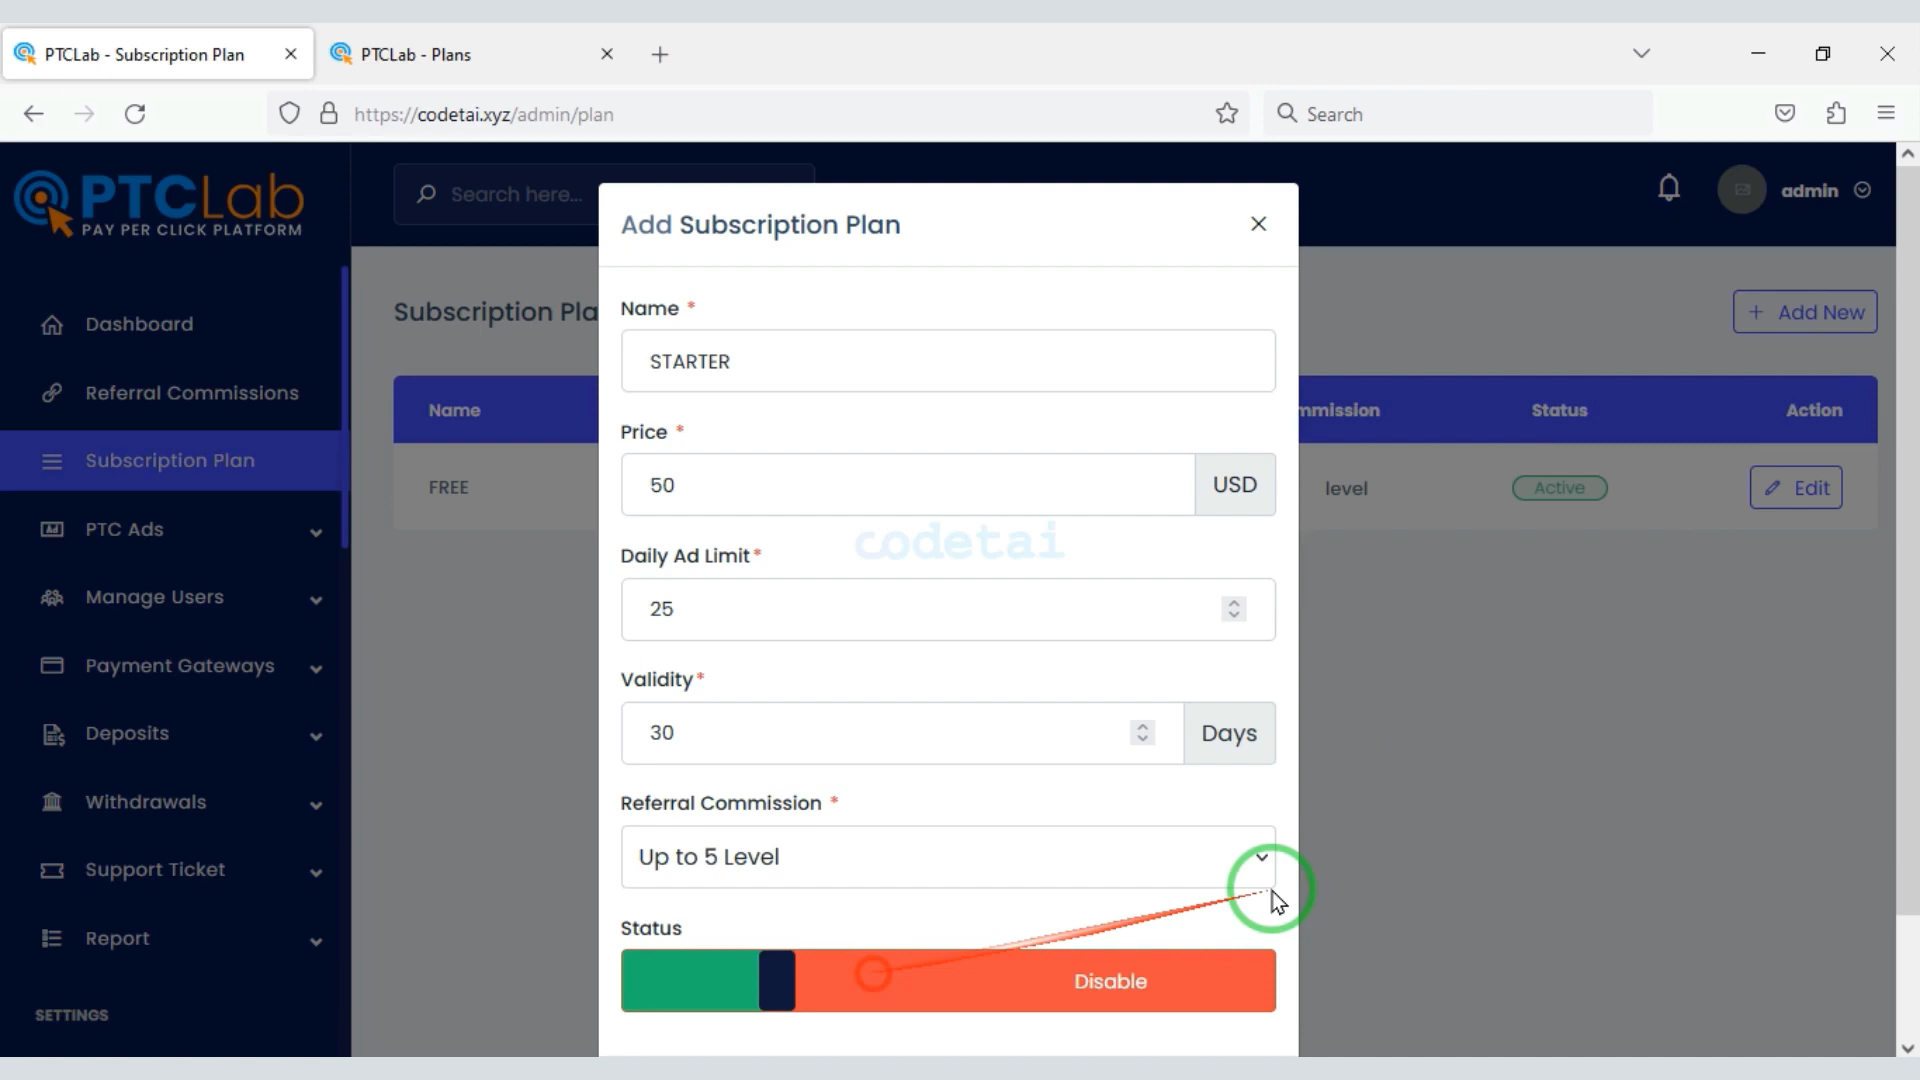 PTCLab - Subscription Plan
PTCLab - Plans
https://codetai.xyz/admin/plan
Search
PTCLab
PAY PER CLICK PLATFORM
Search here...
admin
Add Subscription Plan
Name *
STARTER
Price *
50
USD
codetai
Daily Ad Limit*
25
Validity*
30
Days
Referral Commission *
Up to 5 Level
Status
Disable
Dashboard
Referral Commissions
Subscription Plan
PTC Ads
Manage Users
Payment Gateways
Deposits
Withdrawals
Support Ticket
Report
SETTINGS
Subscription Pla
+ Add New
Name
mmission
Status
Action
FREE
level
Active
Edit